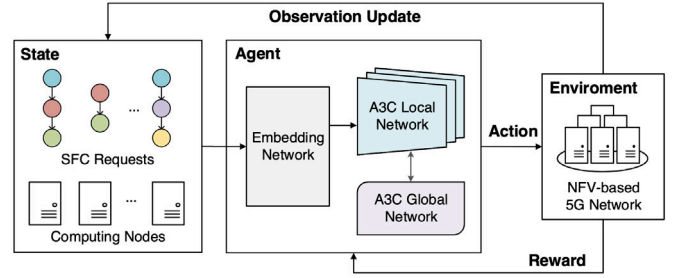 Observation Update
State
SFC Requests
...
...
Computing Nodes
Agent
Embedding
Network
A3C Local
Network
A3C Global
Network
Action
Enviroment
NFV-based
5G Network
Reward